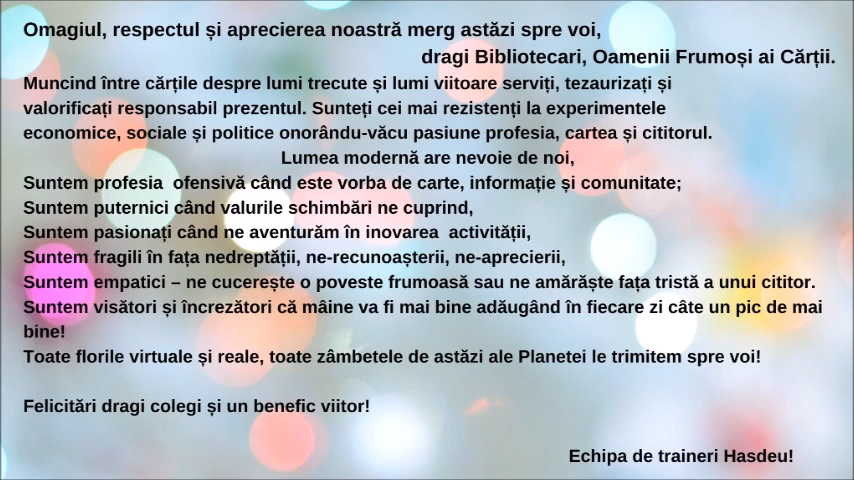 Omagiul, respectul și aprecierea noastră merg astăzi spre voi,
dragi Bibliotecari, Oamenii Frumoși ai Cărții.
Muncind între cărțile despre lumi trecute și lumi viitoare serviți, tezaurizați și
valorificați responsabil prezentul. Sunteți cei mai rezistenți la experimentele
economice, sociale și politice onorându-văcu pasiune profesia, cartea și cititorul.
Lumea modernă are nevoie de noi,
Suntem profesia  ofensivă când este vorba de carte, informație și comunitate;
Suntem puternici când valurile schimbări ne cuprind,
Suntem pasionați când ne aventurăm în inovarea  activității,
Suntem fragili în fața nedreptății, ne-recunoașterii, ne-aprecierii,
Suntem empatici – ne cucerește o poveste frumoasă sau ne amărăște fața tristă a unui cititor.
Suntem visători și încrezători că mâine va fi mai bine adăugând în fiecare zi câte un pic de mai
bine!
Toate florile virtuale și reale, toate zâmbetele de astăzi ale Planetei le trimitem spre voi!
Felicitări dragi colegi și un benefic viitor!
Echipa de traineri Hasdeu!